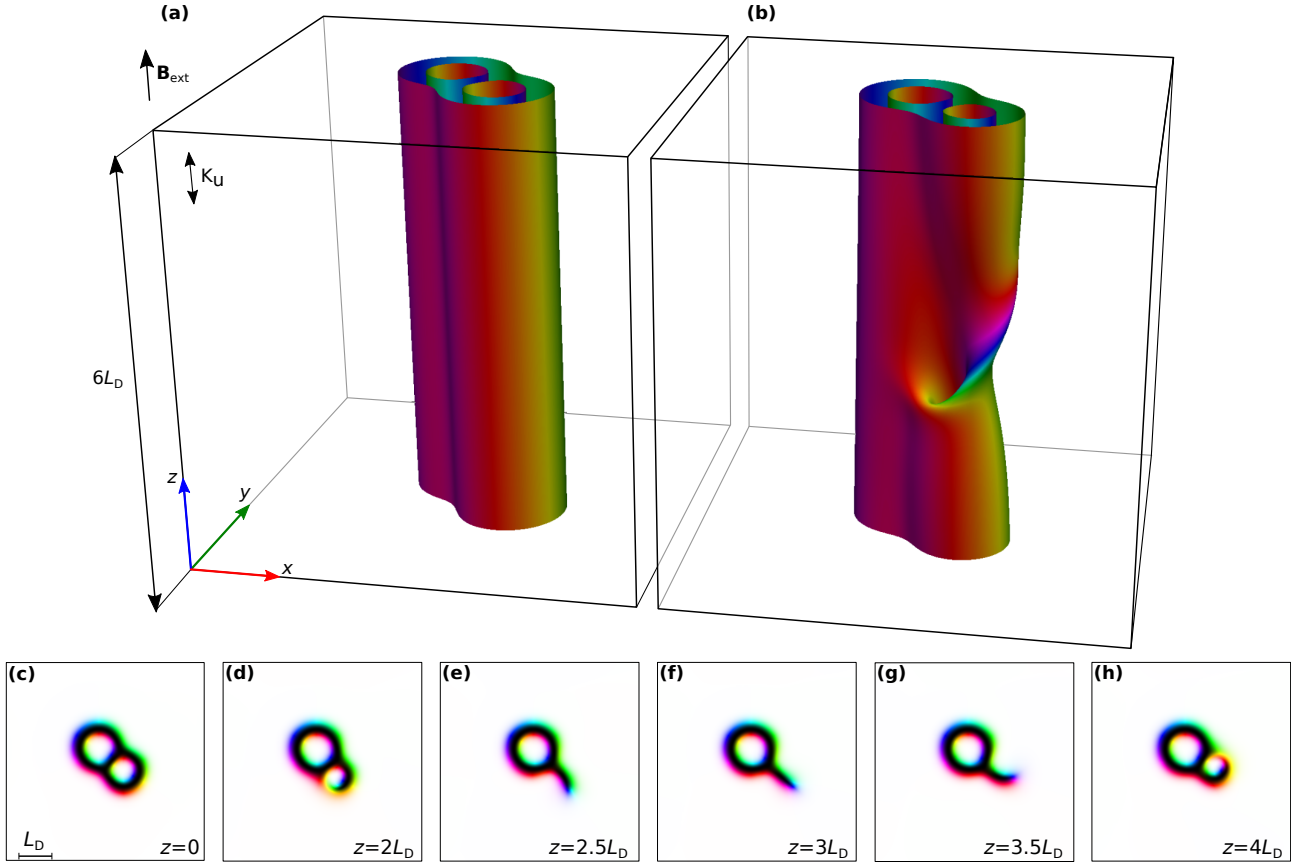 (a)
(b)
B_ext
K_u
6L_D
z
y
x
(c)
(d)
(e)
(f)
(g)
(h)
L_D
z=0
z=2L_D
z=2.5L_D
z=3L_D
z=3.5L_D
z=4L_D